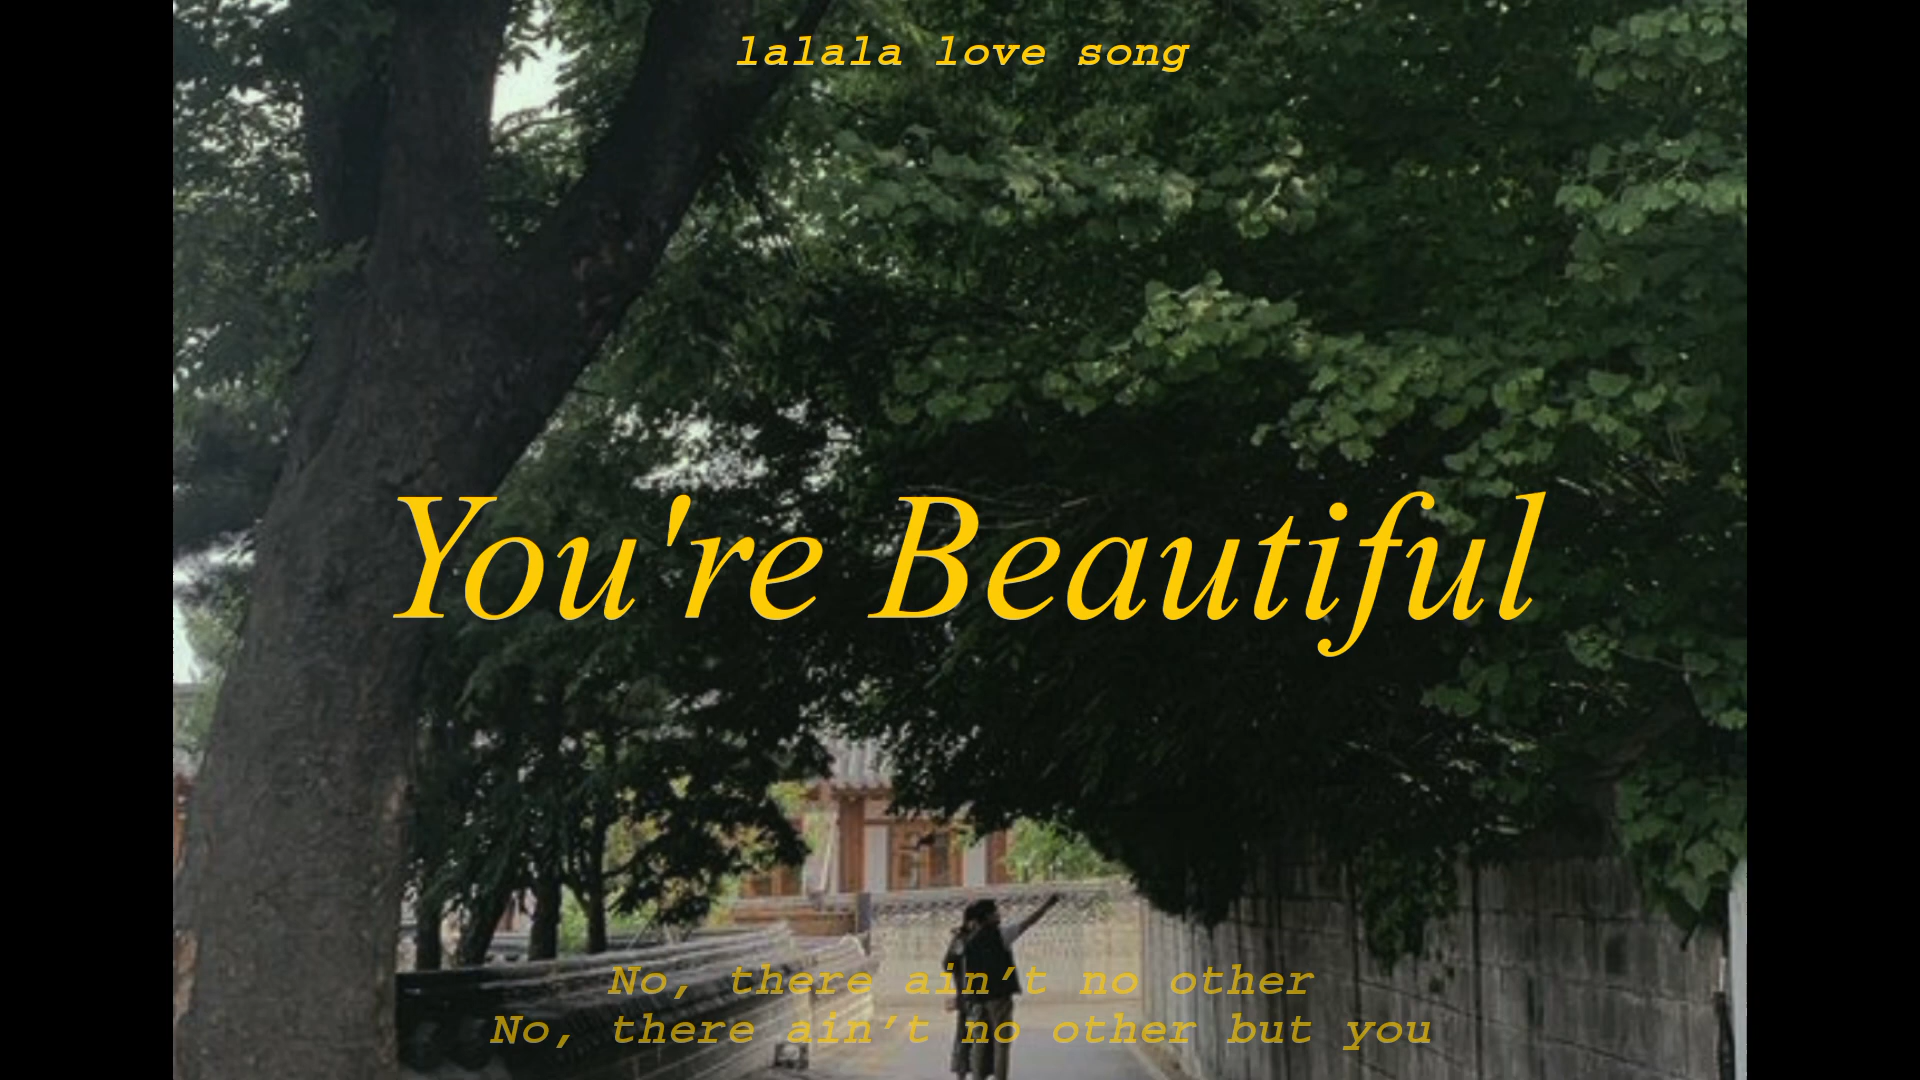 lalala love song
You're Beautiful
No, there ain’t no other
No, there ain’t no other but you